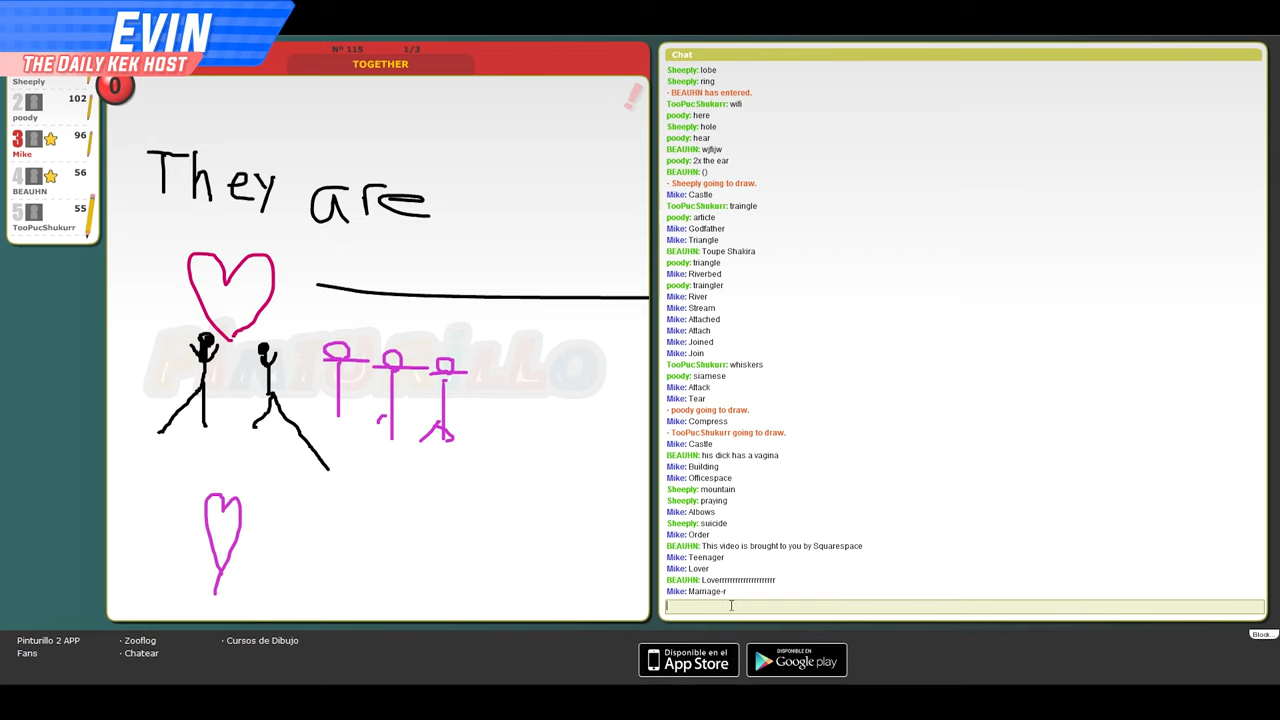 EVIN
THE DAILY KEK HOST
Nº 115 1/3
TOGETHER
0
Sheeply
2 102
poody
3 96
Mike
4 56
BEAUHN
5 55
TooPucShukurr
!
They are
PINTURILLO
Chat
Sheeply: lobe
Sheeply: ring
· BEAUHN has entered.
TooPucShukurr: wifi
poody: here
Sheeply: hole
poody: hear
BEAUHN: wjfijw
poody: 2x the ear
BEAUHN: ()
· Sheeply going to draw.
Mike: Castle
TooPucShukurr: traingle
poody: article
Mike: Godfather
Mike: Triangle
BEAUHN: Toupe Shakira
poody: triangle
Mike: Riverbed
poody: traingler
Mike: River
Mike: Stream
Mike: Attached
Mike: Attach
Mike: Joined
Mike: Join
TooPucShukurr: whiskers
poody: siamese
Mike: Attack
Mike: Tear
· poody going to draw.
Mike: Compress
· TooPucShukurr going to draw.
Mike: Castle
BEAUHN: his dick has a vagina
Mike: Building
Mike: Officespace
Sheeply: mountain
Sheeply: praying
Mike: Albows
Sheeply: suicide
Mike: Order
BEAUHN: This video is brought to you by Squarespace
Mike: Teenager
Mike: Lover
BEAUHN: Loverrrrrrrrrrrrrrrrrrrrr
Mike: Marriage-r
Block...
Pinturillo 2 APP · Zooflog · Cursos de Dibujo
Fans · Chatear
Disponible en el
App Store
DISPONIBLE EN
Google play